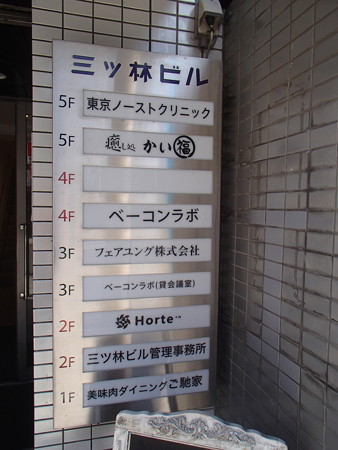 三ツ林ビル
5F 東京ノーストクリニック
5F 癒し処 かい福
4F
4F ベーコンラボ
3F フェアユング株式会社
3F ベーコンラボ(貸会議室)
2F Horte
2F 三ツ林ビル管理事務所
1F 美味肉ダイニングご馳家